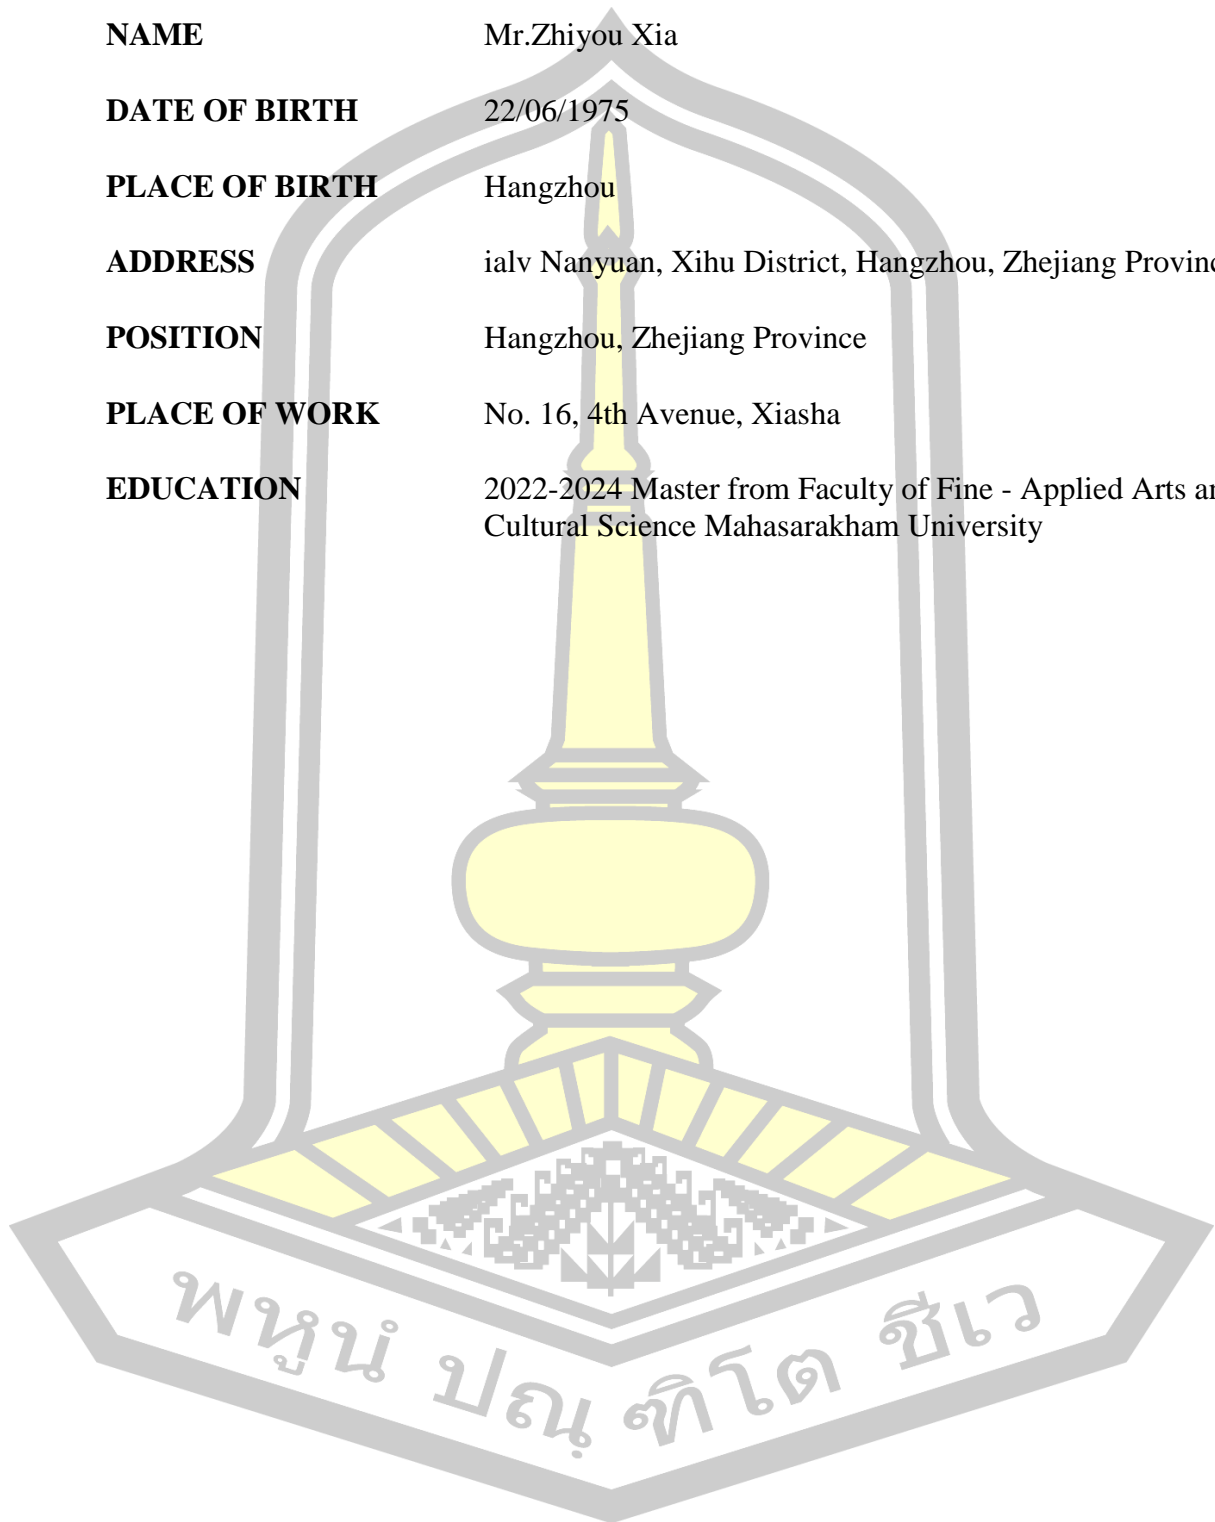 NAME Mr.Zhiyou Xia
DATE OF BIRTH 22/06/1975
PLACE OF BIRTH Hangzhou
ADDRESS ialv Nanyuan, Xihu District, Hangzhou, Zhejiang
POSITION Hangzhou, Zhejiang Province
PLACE OF WORK No. 16, 4th Avenue, Xiasha
EDUCATION 2022-2024 Master from Faculty of Fine - Applied Arts
Cultural Science Mahasarakham University
พหูนํ ปณฺฑิโต ชีเว